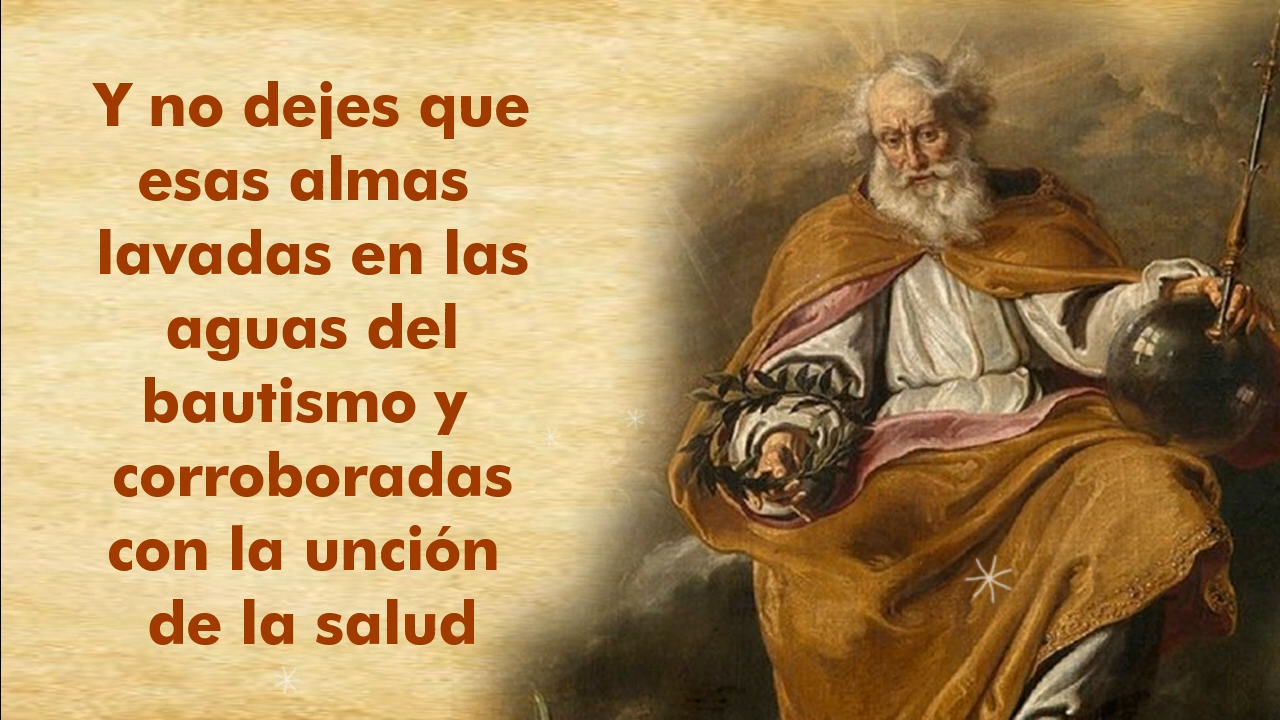 Y no dejes que
esas almas
lavadas en las
aguas del
bautismo y
corroboradas
con la unción
de la salud